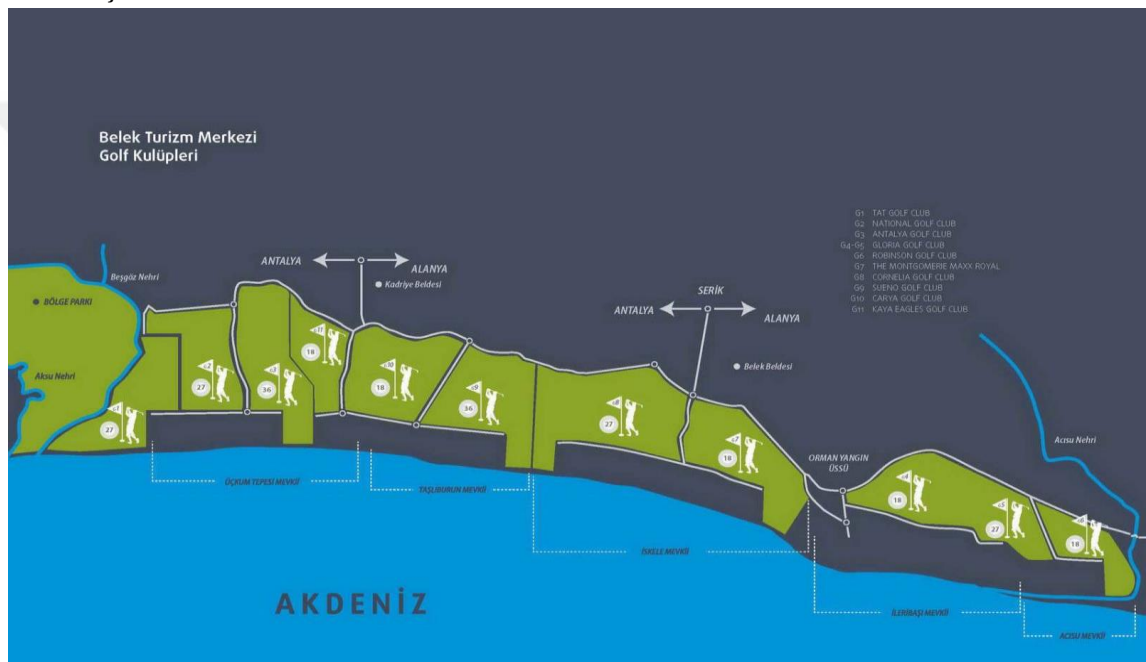 Belek Turizm Merkezi
Golf Kulüpleri
G1 TAT GOLF CLUB
G2 NATIONAL GOLF CLUB
G3 ANTALYA GOLF CLUB
G4-G5 GLORIA GOLF CLUB
G6 ROBINSON GOLF CLUB
G7 THE MONTGOMERIE MAXX ROYAL
G8 CORNELIA GOLF CLUB
G9 SUENO GOLF CLUB
G10 CARYA GOLF CLUB
G11 KAYA EAGLES GOLF CLUB
Beşgöz Nehri
ANTALYA
ALANYA
Kadriye Beldesi
BÖLGE PARKI
SERİK
ANTALYA
ALANYA
Belek Beldesi
Aksu Nehri
Acısu Nehri
18
27
36
18
36
27
27
18
ORMAN YANGIN
ÜSSÜ
18
27
18
ÜÇKUM TEPESİ MEVKİİ
TAŞLIBURUN MEVKİİ
İSKELE MEVKİİ
İLERİBAŞI MEVKİİ
ACISU MEVKİİ
AKDENİZ